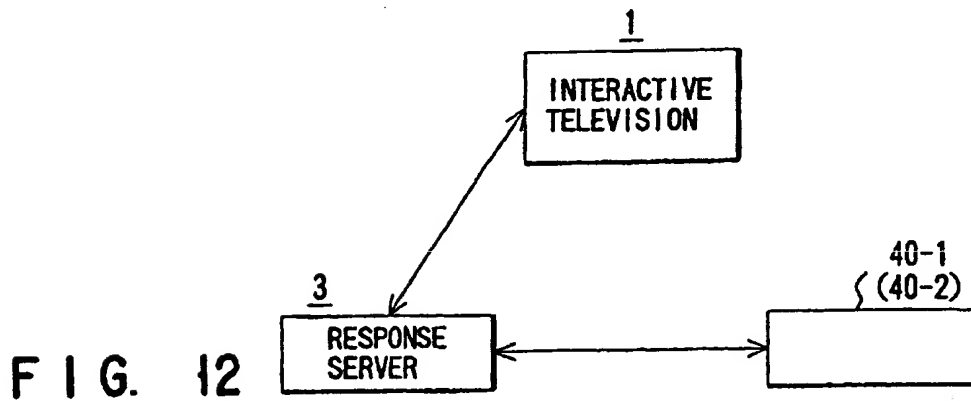 1
INTERACTIVE
TELEVISION
40-1
(40-2)
3
RESPONSE
SERVER
FIG. 12